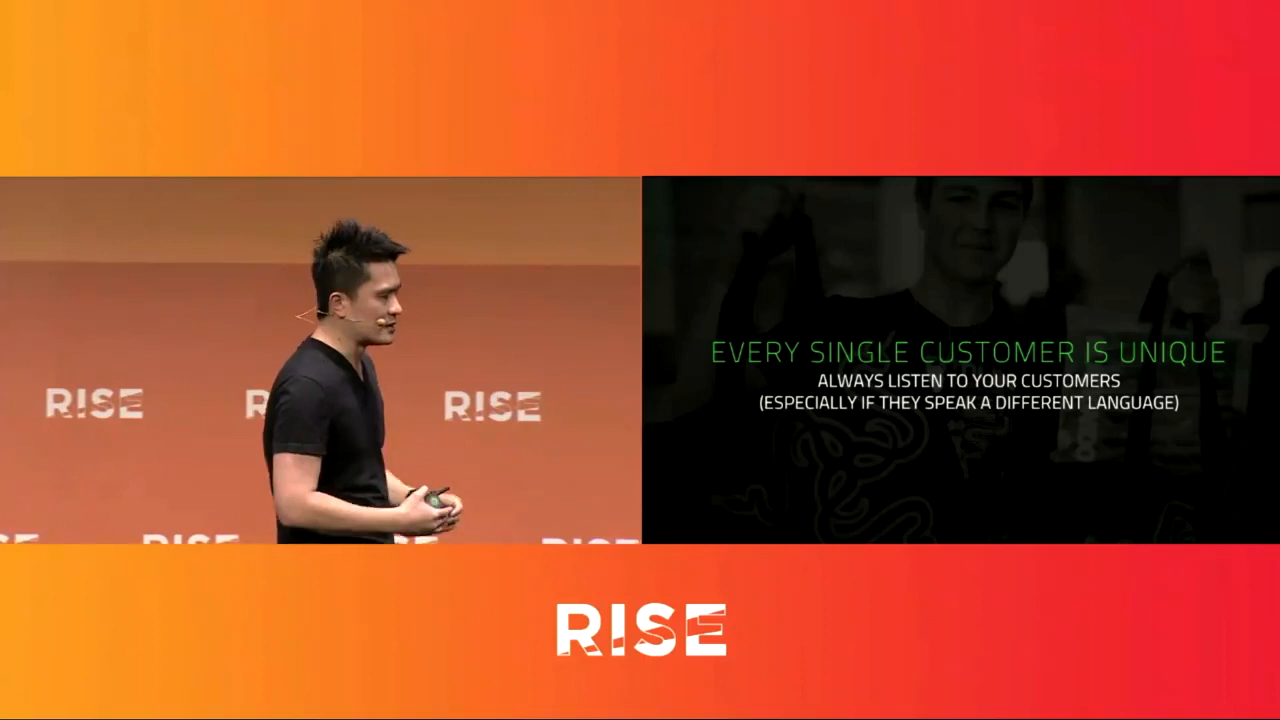 RISE
RISE
RISE
EVERY SINGLE CUSTOMER IS UNIQUE
ALWAYS LISTEN TO YOUR CUSTOMERS
(ESPECIALLY IF THEY SPEAK A DIFFERENT LANGUAGE)
RISE